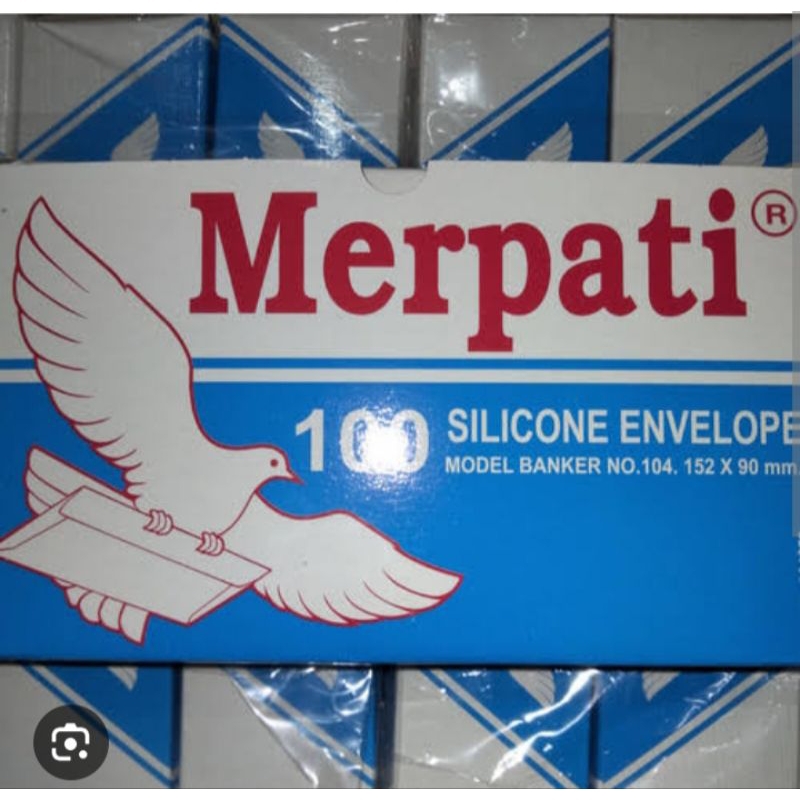 Merpati®
100 SILICONE ENVELOPE
MODEL BANKER NO.104. 152 X 90 mm